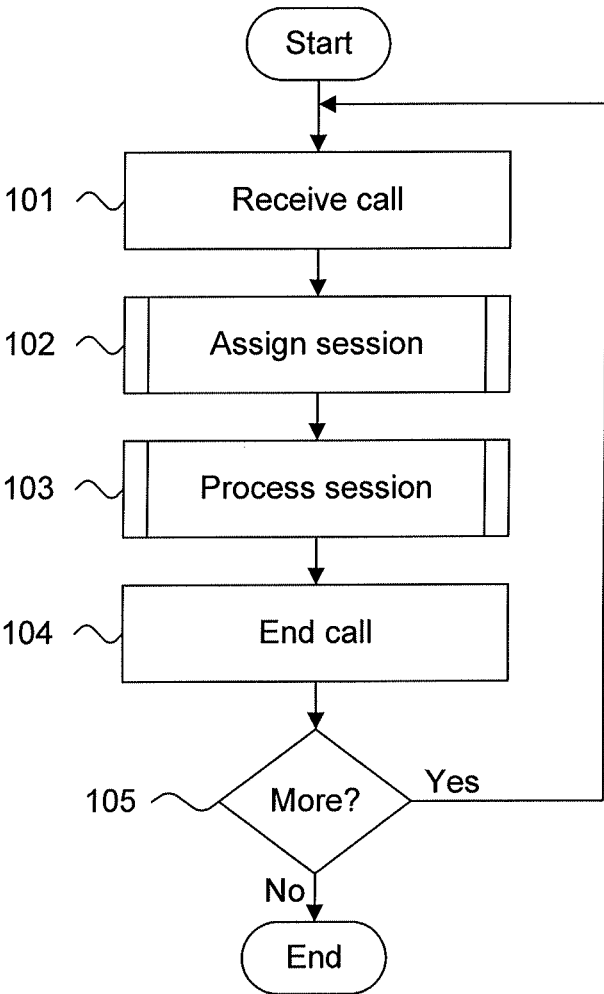 Start
101 Receive call
102 Assign session
103 Process session
104 End call
105 More? Yes
No
End